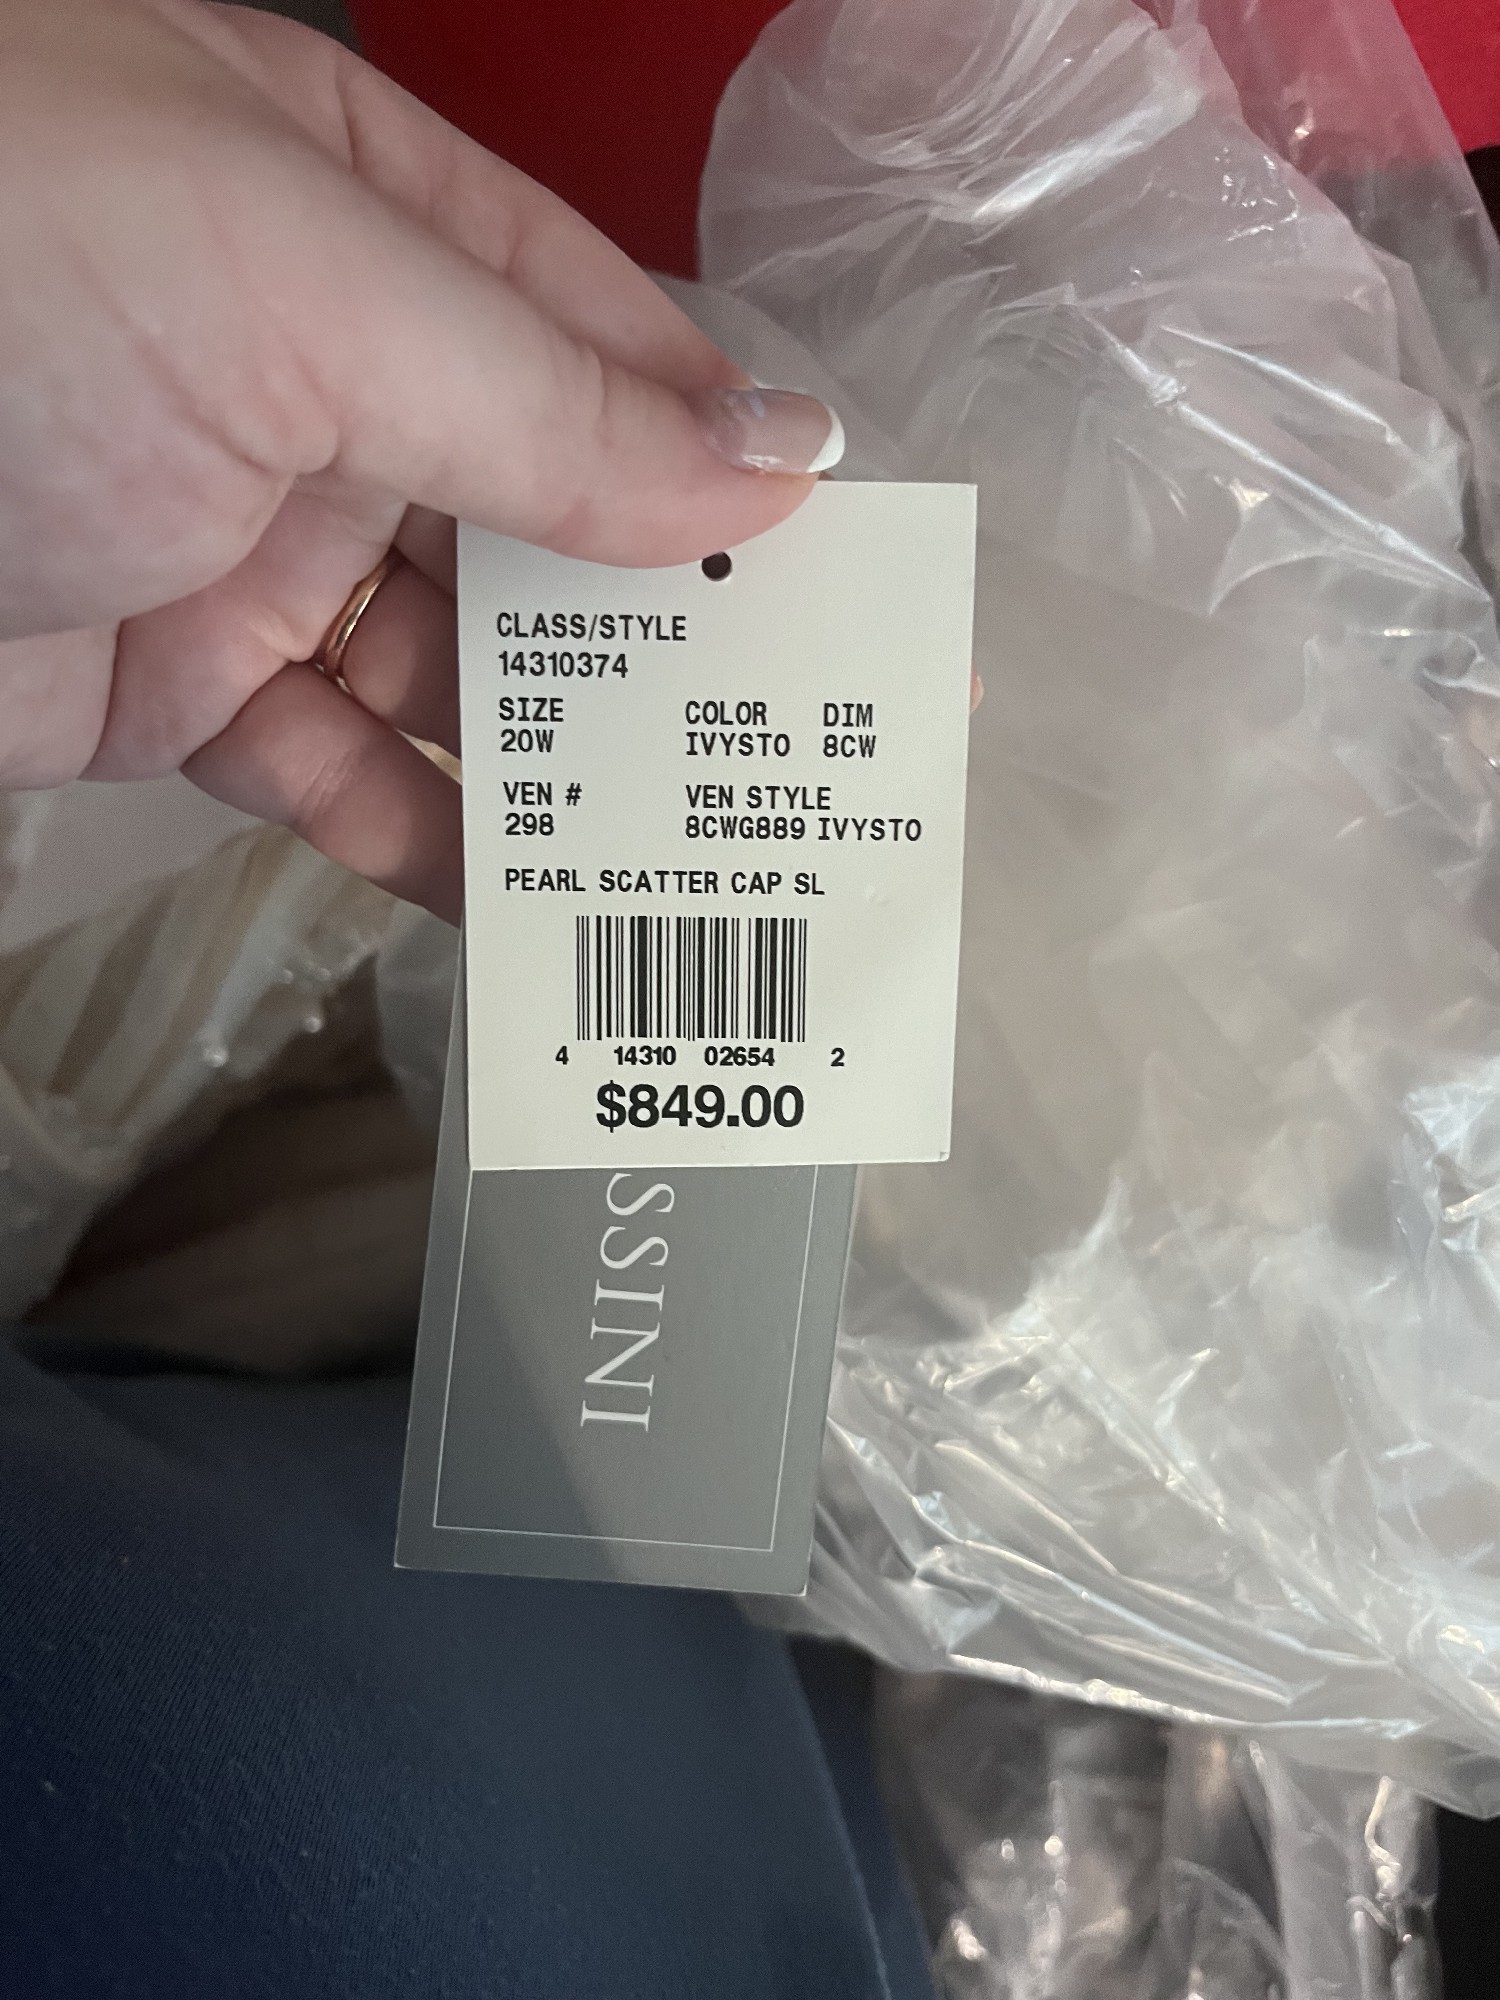 CLASS/STYLE
14310374
SIZE COLOR DIM
20W IVYSTO 8CW
VEN # VEN STYLE
298 8CWG889 IVYSTO
PEARL SCATTER CAP SL
4 14310 02654 2
$849.00
SSINI